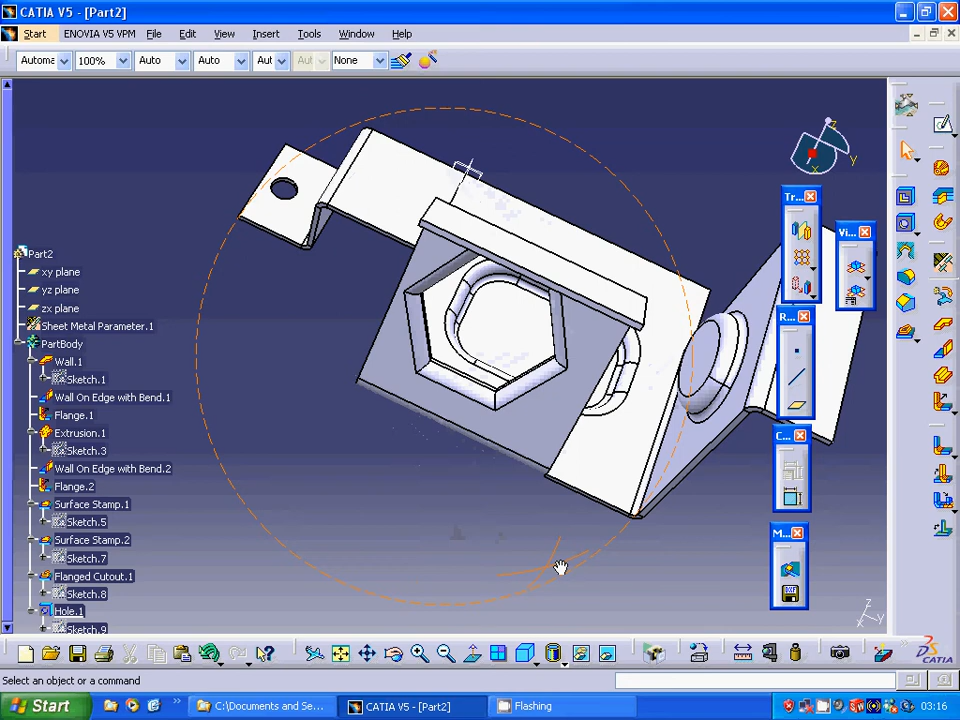 CATIA V5 - [Part2]
Start ENOVIA V5 VPM File Edit View Insert Tools Window Help
Automa 100% Auto Auto Aut Aut None
z
y
x
Tr...
Vi...
R...
C...
M...
Part2
xy plane
yz plane
zx plane
Sheet Metal Parameter.1
PartBody
Wall.1
Sketch.1
Wall On Edge with Bend.1
Flange.1
Extrusion.1
Sketch.3
Wall On Edge with Bend.2
Flange.2
Surface Stamp.1
Sketch.5
Surface Stamp.2
Sketch.7
Flanged Cutout.1
Sketch.8
Hole.1
Sketch.9
z
x
y
CATIA
Select an object or a command
Start C:\Documents and Se... CATIA V5 - [Part2] Flashing 03:16